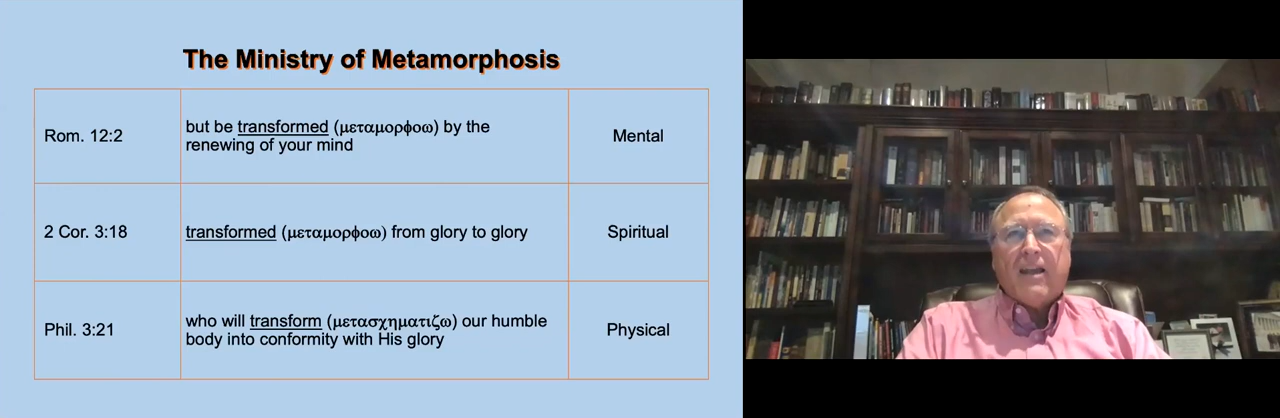 The Ministry of Metamorphosis
Rom. 12:2
but be transformed (μεταμορφοω) by the
renewing of your mind
Mental
2 Cor. 3:18
transformed (μεταμορφοω) from glory to glory
Spiritual
Phil. 3:21
who will transform (μετασχηματιζω) our humble
body into conformity with His glory
Physical